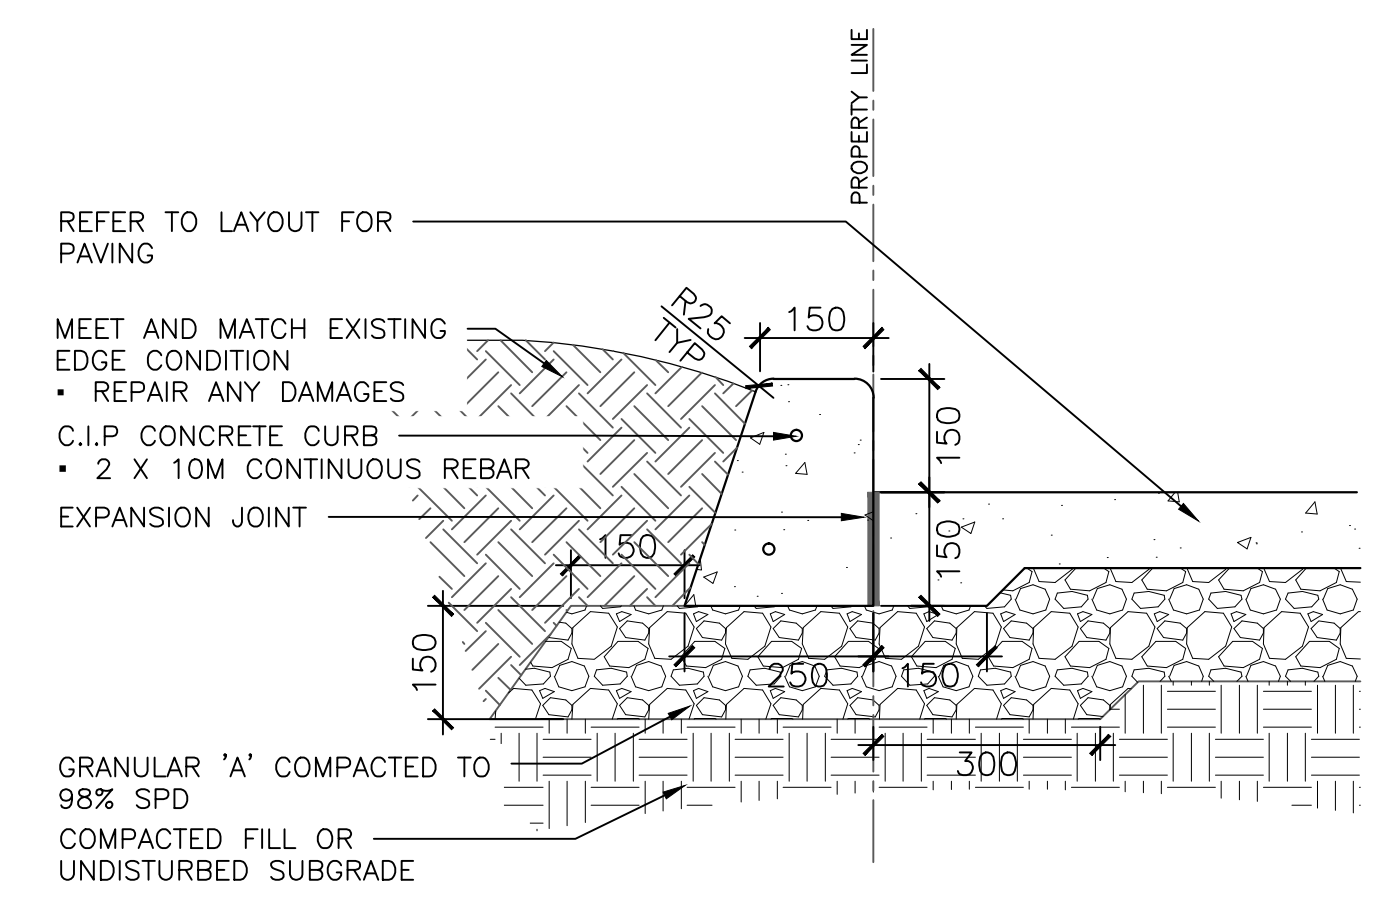 PROPERTY LINE
REFER TO LAYOUT FOR
PAVING
R25
TYP
150
MEET AND MATCH EXISTING
EDGE CONDITION
▪ REPAIR ANY DAMAGES
C.I.P CONCRETE CURB
▪ 2 X 10M CONTINUOUS REBAR
150
EXPANSION JOINT
150
150
150
250
150
300
GRANULAR 'A' COMPACTED TO
98% SPD
COMPACTED FILL OR
UNDISTURBED SUBGRADE